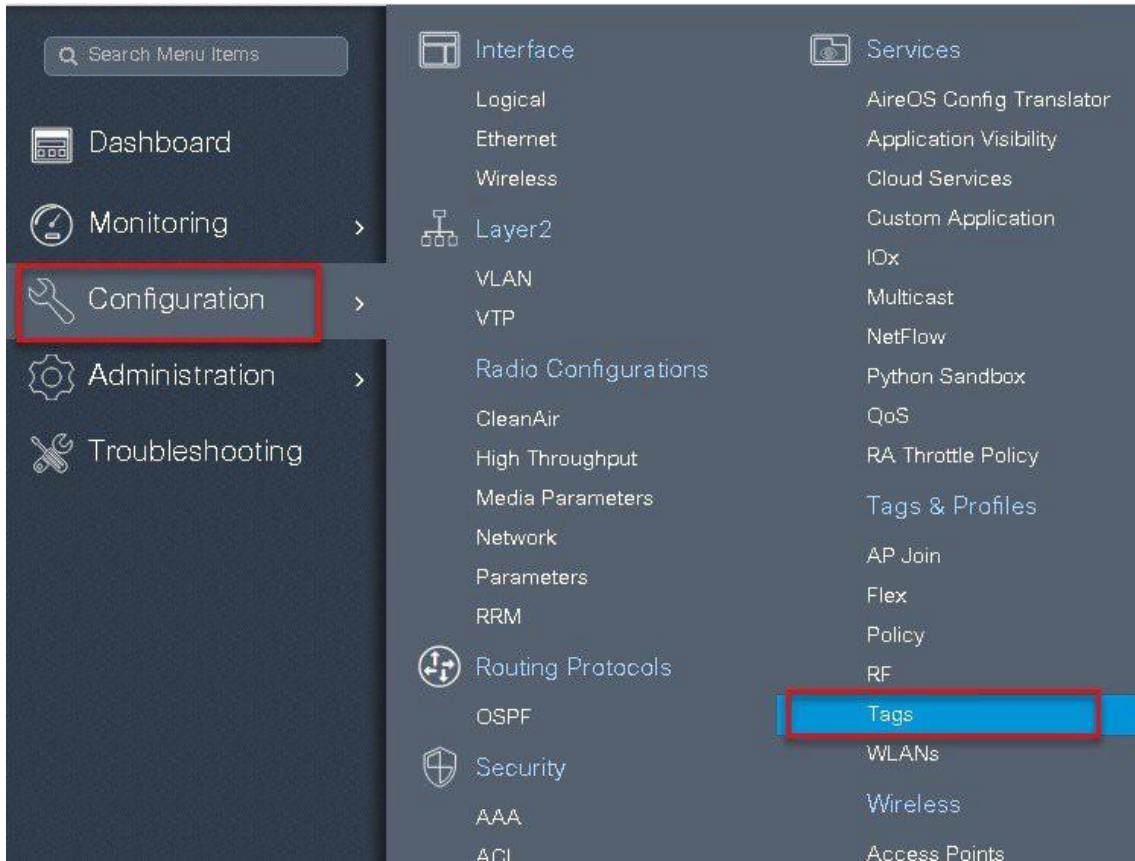 Search Menu Items
Dashboard
Monitoring
Configuration
Administration
Troubleshooting
Interface
Logical
Ethernet
Wireless
Layer2
VLAN
VTP
Radio Configurations
CleanAir
High Throughput
Media Parameters
Network
Parameters
RRM
Routing Protocols
OSPF
Security
AAA
ACL
Services
AireOS Config Translator
Application Visibility
Cloud Services
Custom Application
IOx
Multicast
NetFlow
Python Sandbox
QoS
RA Throttle Policy
Tags & Profiles
AP Join
Flex
Policy
RF
Tags
WLANs
Wireless
Access Points